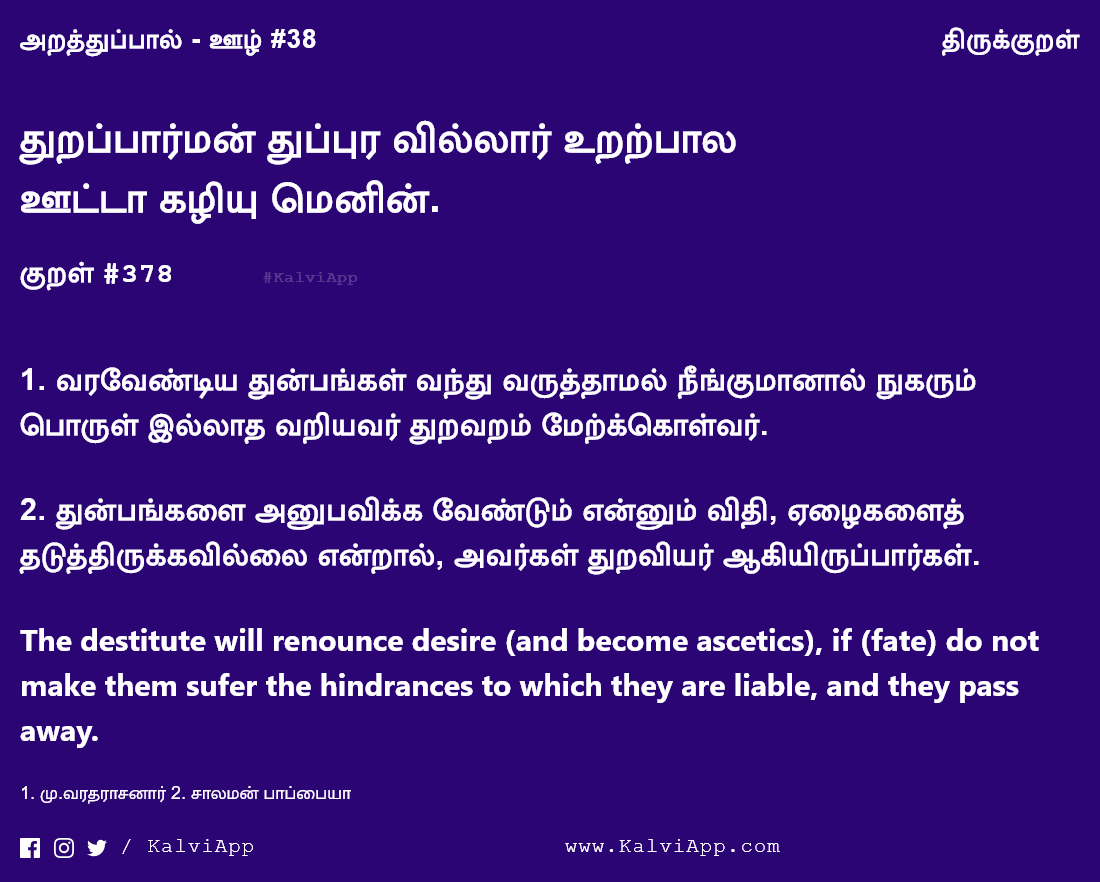 அறத்துப்பால் - ஊழ் #38
திருக்குறள்
துறப்பார்மன் துப்புர வில்லார் உறற்பால
ஊட்டா கழியு மெனின்.
குறள் #378
#KalviApp
1. வரவேண்டிய துன்பங்கள் வந்து வருத்தாமல் நீங்குமானால் நுகரும்
பொருள் இல்லாத வறியவர் துறவறம் மேற்க்கொள்வர்.
2. துன்பங்களை அனுபவிக்க வேண்டும் என்னும் விதி, ஏழைகளைத்
தடுத்திருக்கவில்லை என்றால், அவர்கள் துறவியர் ஆகியிருப்பார்கள்.
The destitute will renounce desire (and become ascetics), if (fate) do not
make them sufer the hindrances to which they are liable, and they pass
away.
1. மு.வரதராசனார் 2. சாலமன் பாப்பையா
/ KalviApp
www.KalviApp.com